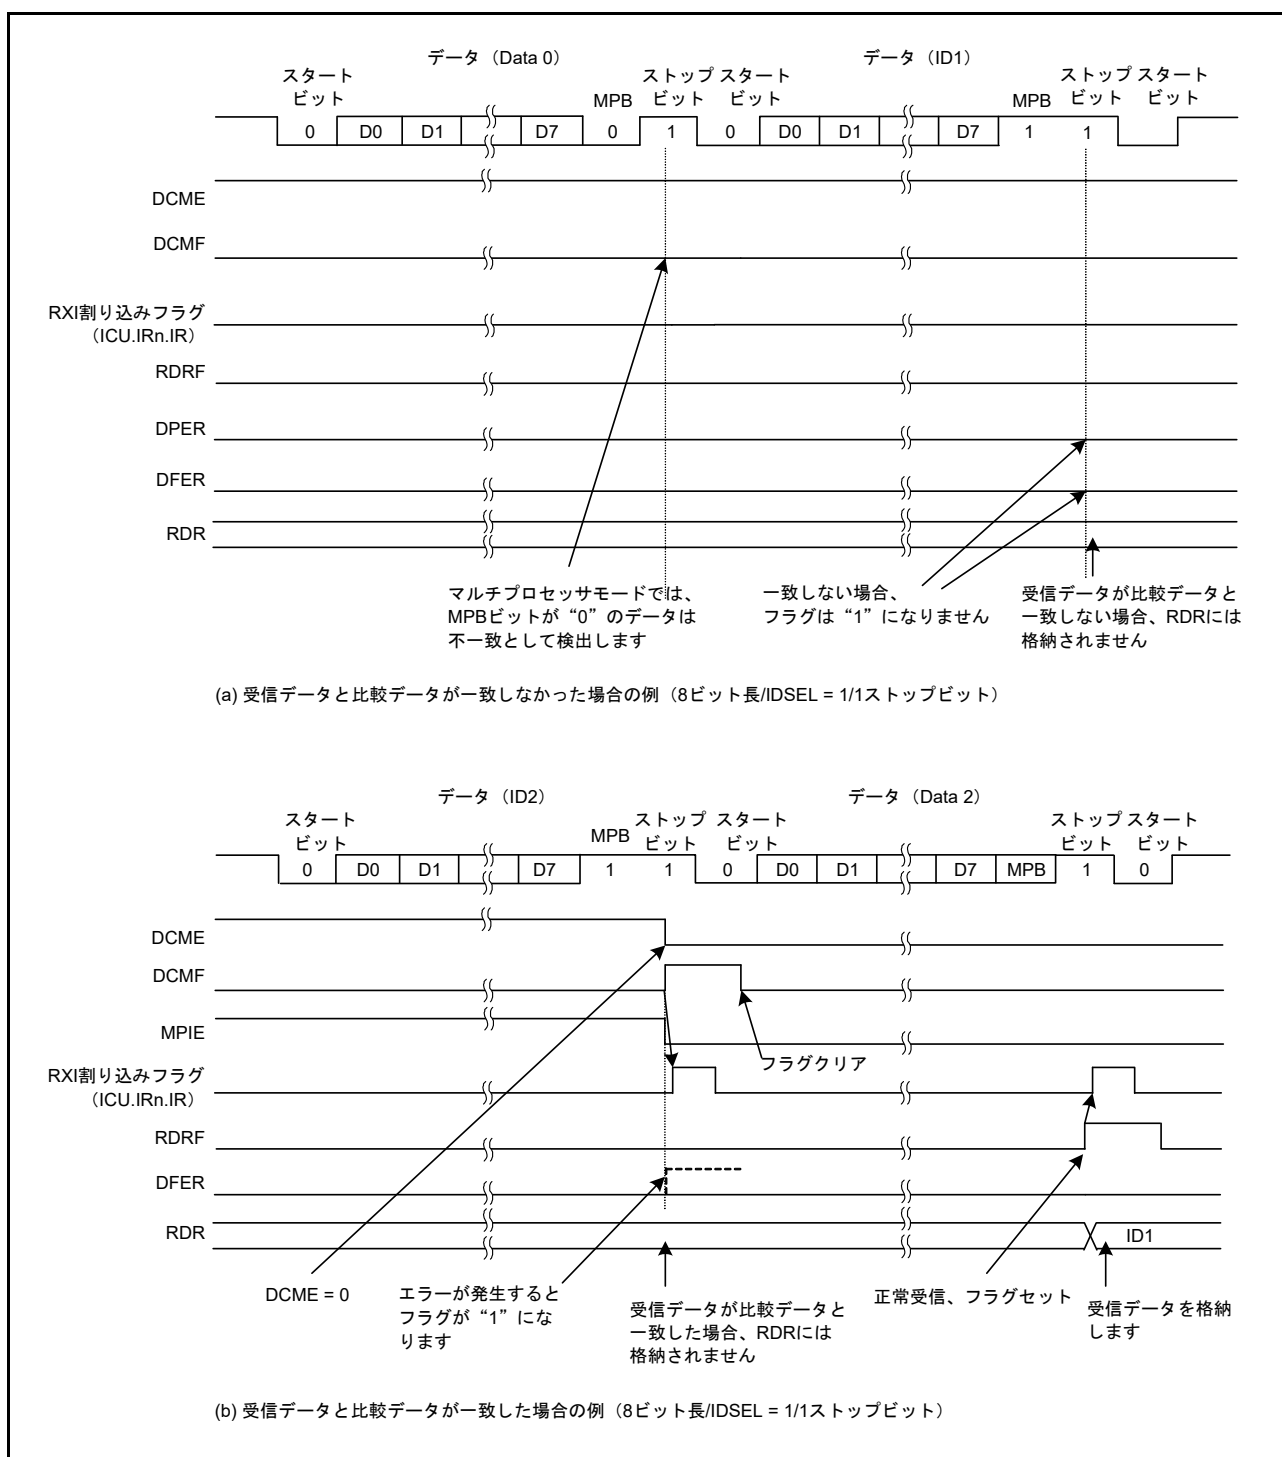 データ（Data 0）
データ（ID1）
スタート
ビット
MPB
ストップ
ビット
スタート
ビット
MPB
ストップ
ビット
スタート
ビット
0 D0 D1 D7 0 1 0 D0 D1 D7 1 1
DCME
DCMF
RXI割り込みフラグ
（ICU.IRn.IR）
RDRF
DPER
DFER
RDR
マルチプロセッサモードでは、
MPBビットが“0”のデータは
不一致として検出します
一致しない場合、
フラグは“1”になりません
受信データが比較データと
一致しない場合、RDRには
格納されません
(a) 受信データと比較データが一致しなかった場合の例（8ビット長/IDSEL = 1/1ストップビット）
データ（ID2）
データ（Data 2）
スタート
ビット
MPB
ストップ
ビット
スタート
ビット
ストップ
ビット
スタート
ビット
0 D0 D1 D7 1 1 0 D0 D1 D7 MPB 1 0
DCME
DCMF
MPIE
フラグクリア
RXI割り込みフラグ
（ICU.IRn.IR）
RDRF
DFER
RDR
ID1
DCME = 0
エラーが発生すると
フラグが“1”にな
ります
受信データが比較データと
一致した場合、RDRには
格納されません
正常受信、フラグセット
受信データを格納
します
(b) 受信データと比較データが一致した場合の例（8ビット長/IDSEL = 1/1ストップビット）